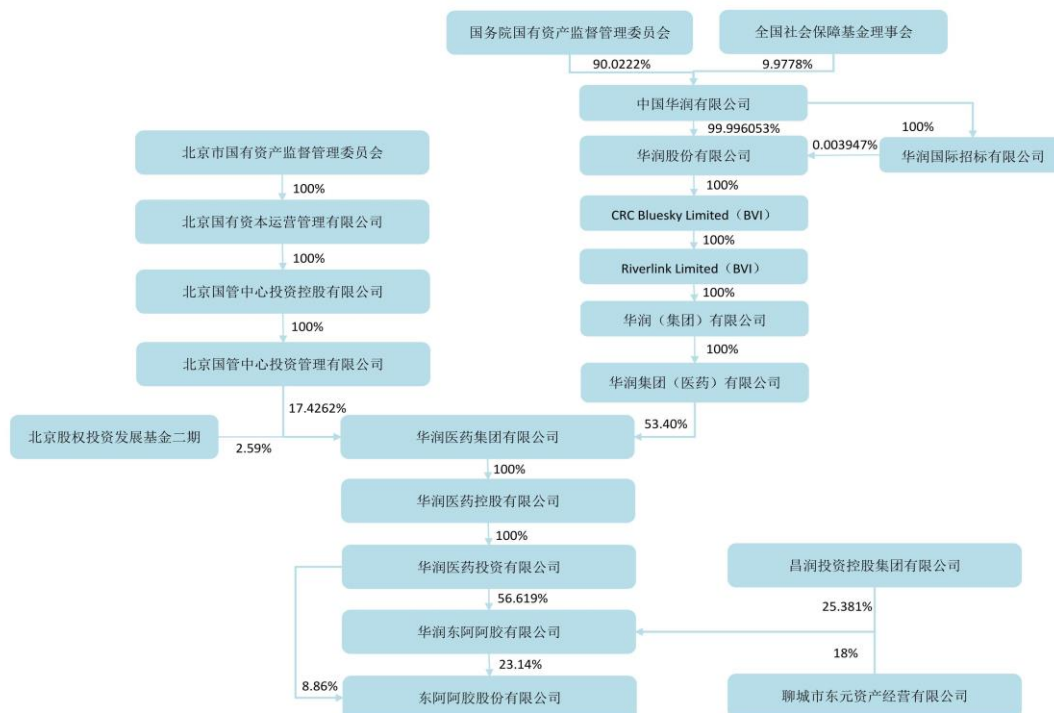 国务院国有资产监督管理委员会
全国社会保障基金理事会
90.0222%
9.9778%
中国华润有限公司
99.996053%
100%
北京市国有资产监督管理委员会
华润股份有限公司
0.003947%
华润国际招标有限公司
100%
100%
北京国有资本运营管理有限公司
CRC Bluesky Limited（BVI）
100%
100%
北京国管中心投资控股有限公司
Riverlink Limited（BVI）
100%
100%
华润（集团）有限公司
北京国管中心投资管理有限公司
100%
华润集团（医药）有限公司
17.4262%
53.40%
北京股权投资发展基金二期
2.59%
华润医药集团有限公司
100%
华润医药控股有限公司
100%
华润医药投资有限公司
昌润投资控股集团有限公司
56.619%
25.381%
华润东阿阿胶有限公司
23.14%
18%
8.86%
东阿阿胶股份有限公司
聊城市东元资产经营有限公司